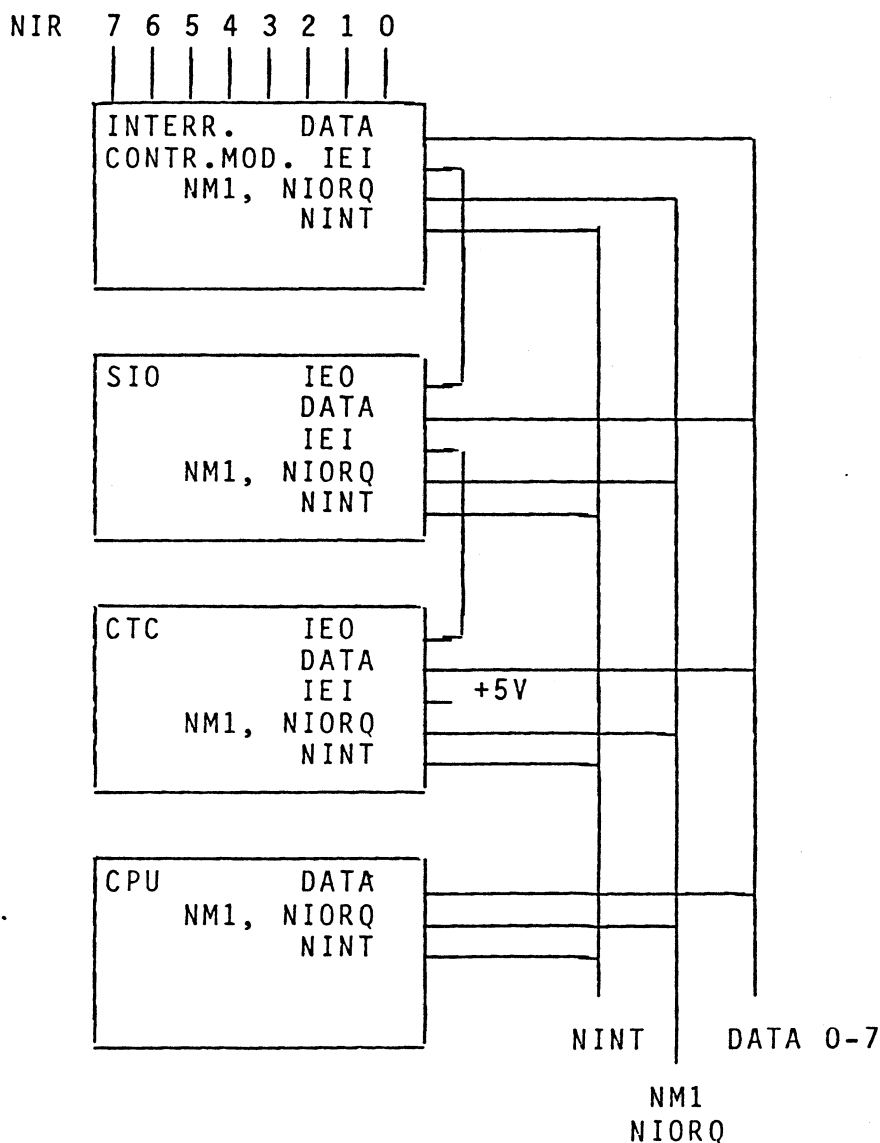 NIR 7 6 5 4 3 2 1 0
INTERR. DATA
CONTR.MOD. IEI
NM1, NIORQ
NINT
SIO IEO
DATA
IEI
NM1, NIORQ
NINT
CTC IEO
DATA
IEI +5V
NM1, NIORQ
NINT
CPU DATA
NM1, NIORQ
NINT
NINT DATA 0-7
NM1
NIORQ